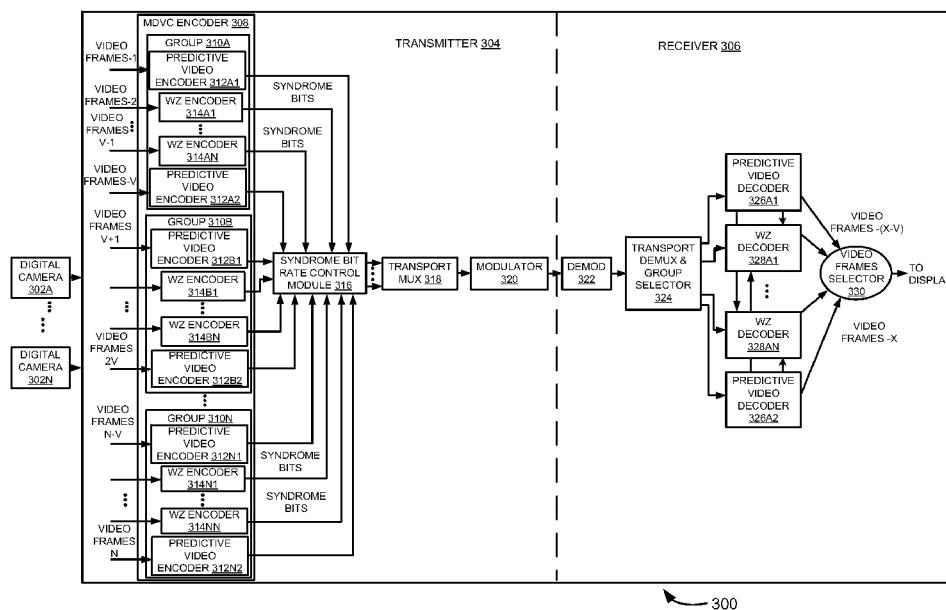 MDVC ENCODER 308
GROUP 310A
VIDEO
FRAMES-1
PREDICTIVE
VIDEO
ENCODER 312A1
VIDEO
FRAMES-2
WZ ENCODER
314A1
VIDEO
FRAMES
V-1
WZ ENCODER
314AN
VIDEO
FRAMES-V
PREDICTIVE
VIDEO
ENCODER 312A2
SYNDROME
BITS
SYNDROME
BITS
TRANSMITTER 304
RECEIVER 306
GROUP 310B
VIDEO
FRAMES
V+1
PREDICTIVE
VIDEO
ENCODER 312B1
WZ ENCODER
314B1
WZ ENCODER
314BN
VIDEO
FRAMES
2V
PREDICTIVE
VIDEO
ENCODER 312B2
DIGITAL
CAMERA
302A
DIGITAL
CAMERA
302N
SYNDROME BIT
RATE CONTROL
MODULE 316
TRANSPORT
MUX 318
MODULATOR
320
DEMOD
322
TRANSPORT
DEMUX &
GROUP
SELECTOR
324
PREDICTIVE
VIDEO
DECODER
326A1
WZ
DECODER
328A1
WZ
DECODER
328AN
PREDICTIVE
VIDEO
DECODER
326A2
VIDEO
FRAMES -(X-V)
VIDEO
FRAMES
SELECTOR
330
TO
DISPLA
VIDEO
FRAMES -X
GROUP 310N
VIDEO
FRAMES
N-V
PREDICTIVE
VIDEO
ENCODER 312N1
WZ ENCODER
314N1
WZ ENCODER
314NN
VIDEO
FRAMES
N
PREDICTIVE
VIDEO
ENCODER 312N2
SYNDROME
BITS
SYNDROME
BITS
300